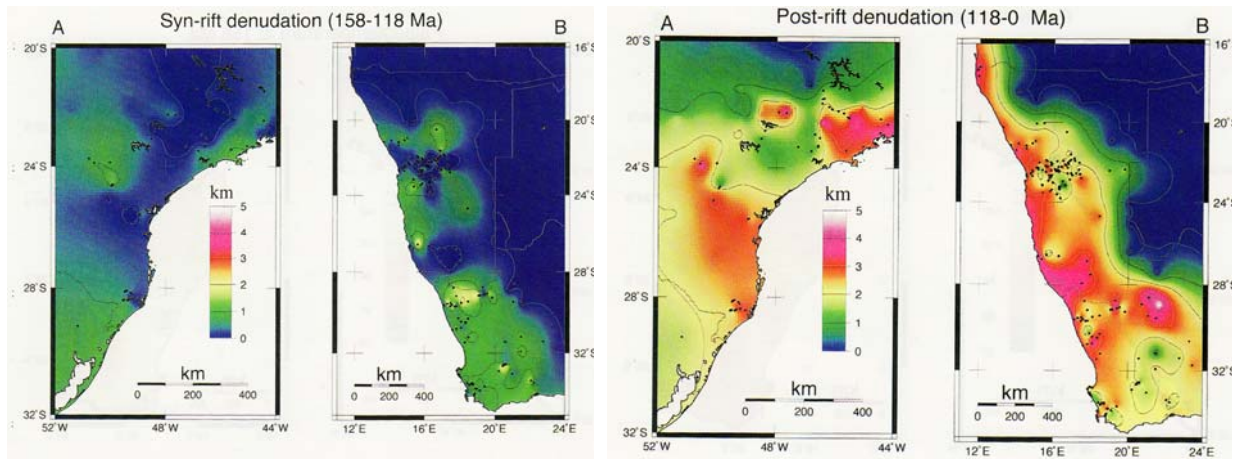 Syn-rift denudation (158-118 Ma)
A
B
20˚S
24˚S
28˚S
32˚S
52˚W
48˚W
44˚W
km
5
4
3
2
1
0
km
0 200 400
16˚S
20˚S
24˚S
28˚S
32˚S
12˚E
16˚E
20˚E
24˚E
km
0 200 400
Post-rift denudation (118-0 Ma)
A
B
20˚S
24˚S
28˚S
32˚S
52˚W
48˚W
44˚W
km
5
4
3
2
1
0
km
0 200 400
16˚
20˚
24˚
28˚
32˚
12˚E
16˚E
20˚E
24˚E
km
0 200 400